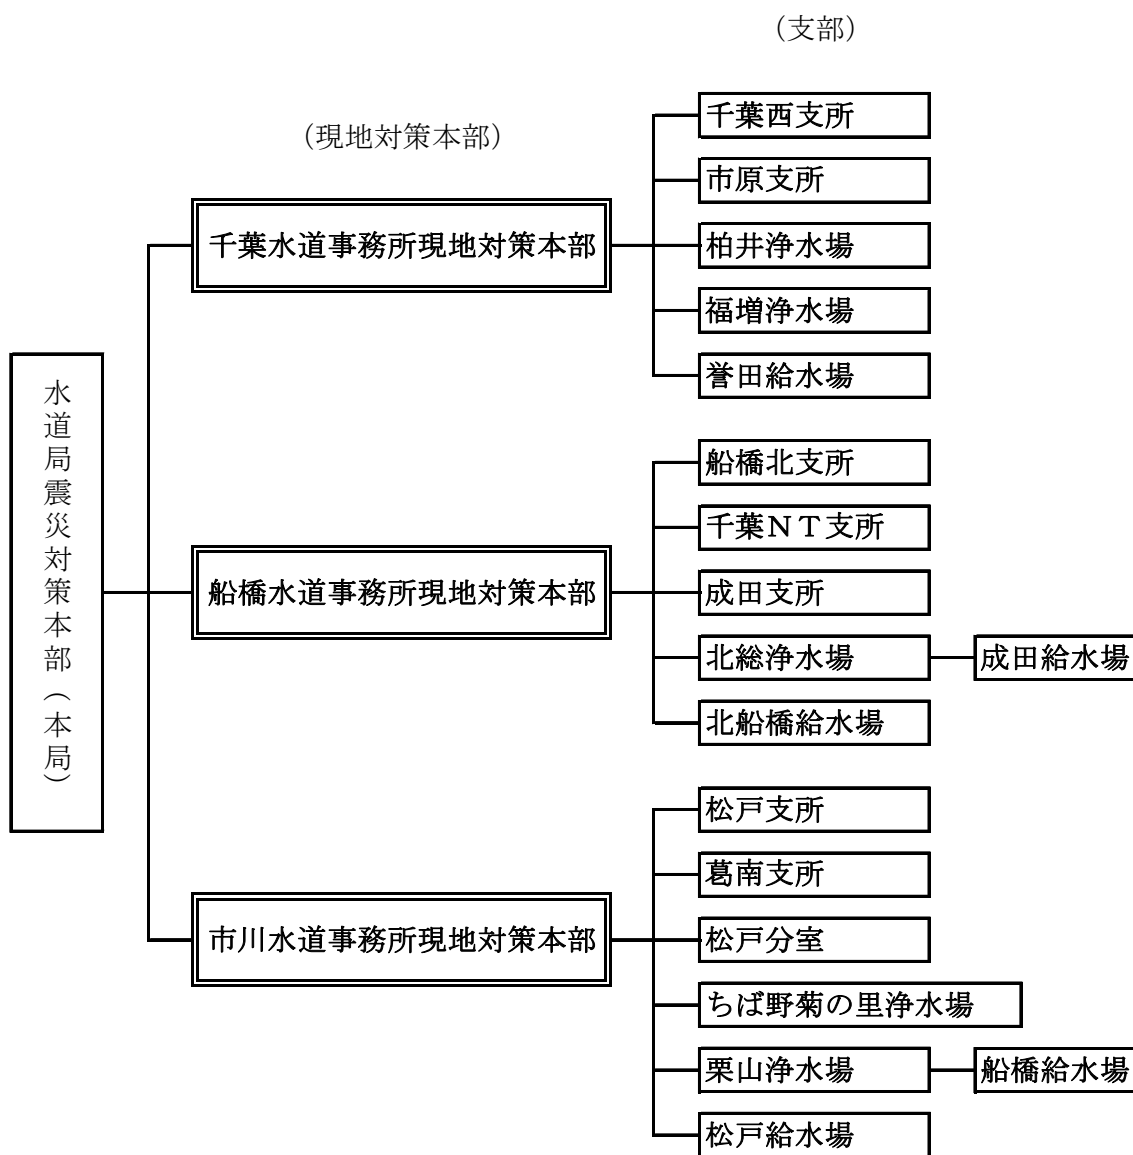 （支部）
（現地対策本部）
水道局震災対策本部（本局）
千葉水道事務所現地対策本部
千葉西支所
市原支所
柏井浄水場
福増浄水場
誉田給水場
船橋水道事務所現地対策本部
船橋北支所
千葉ＮＴ支所
成田支所
北総浄水場
成田給水場
北船橋給水場
市川水道事務所現地対策本部
松戸支所
葛南支所
松戸分室
ちば野菊の里浄水場
栗山浄水場
船橋給水場
松戸給水場